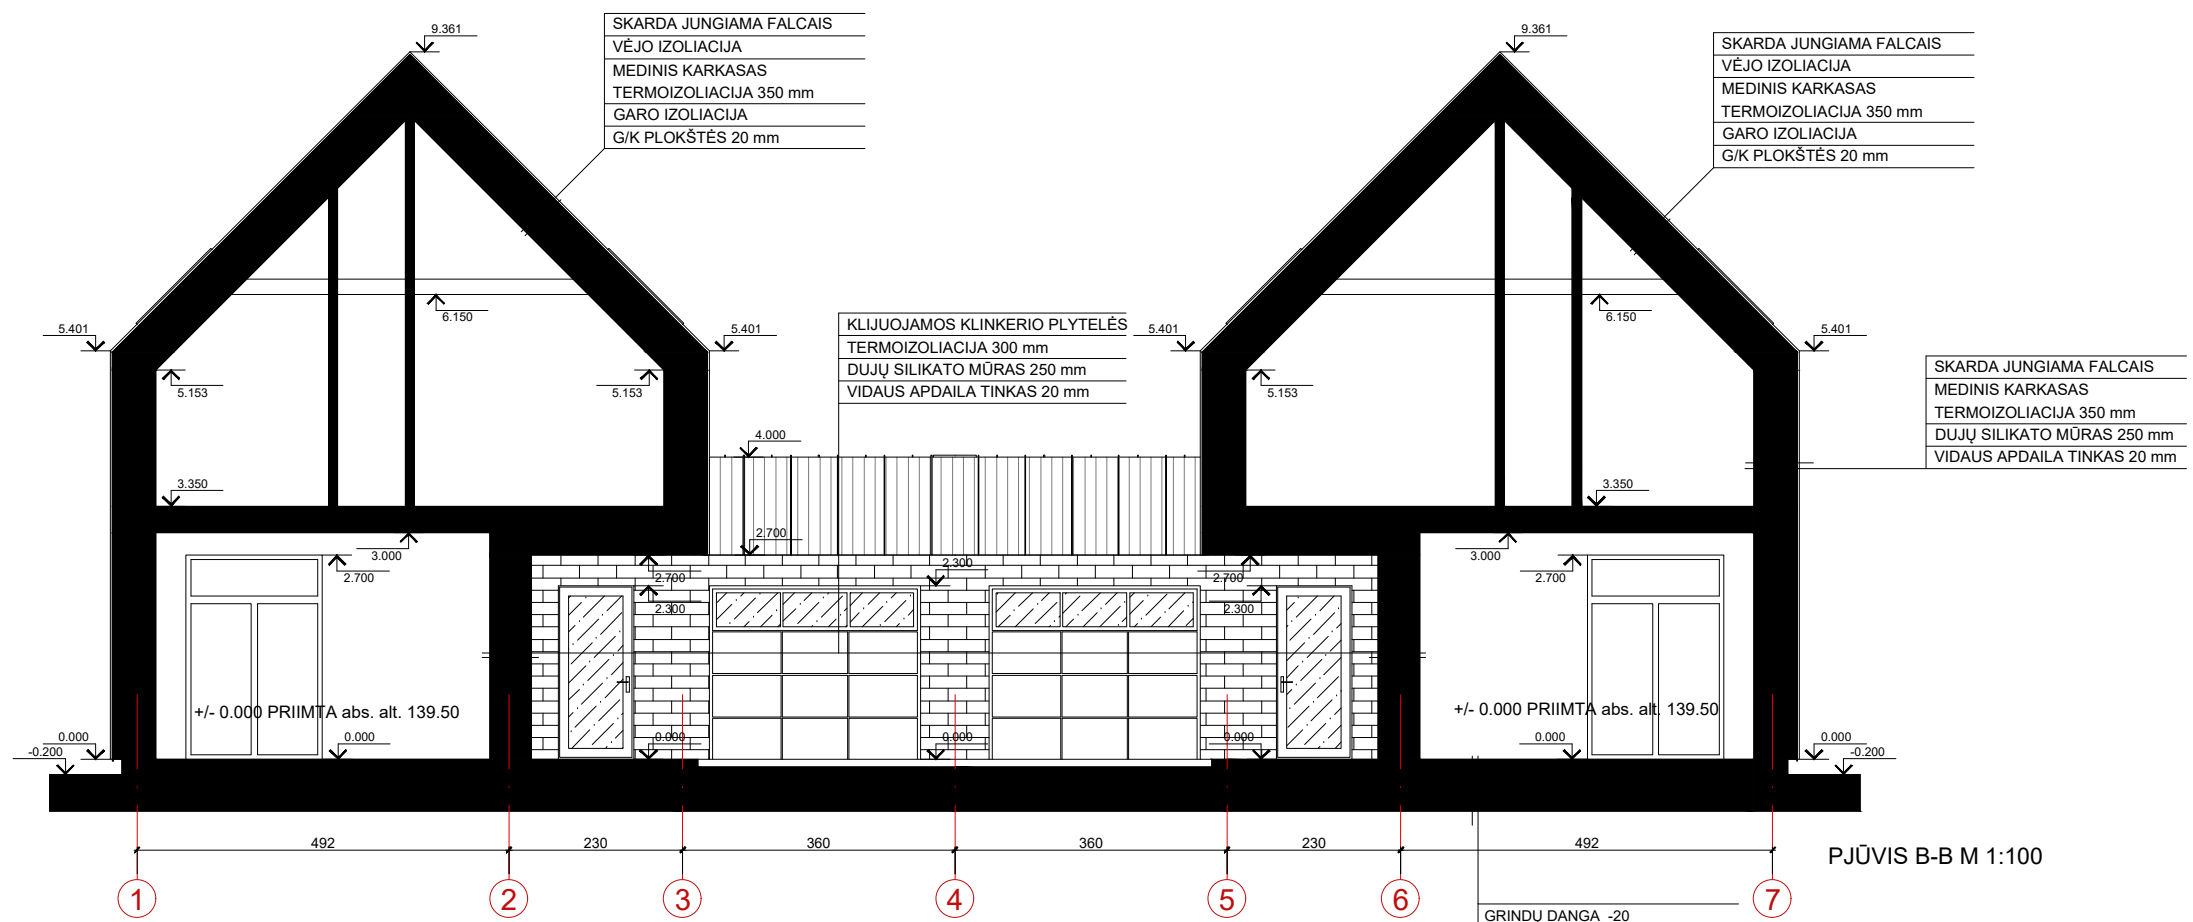 9.361
SKARDA JUNGIAMA FALCAIS
VĖJO IZOLIACIJA
MEDINIS KARKASAS
TERMOIZOLIACIJA 350 mm
GARO IZOLIACIJA
G/K PLOKŠTĖS 20 mm
9.361
SKARDA JUNGIAMA FALCAIS
VĖJO IZOLIACIJA
MEDINIS KARKASAS
TERMOIZOLIACIJA 350 mm
GARO IZOLIACIJA
G/K PLOKŠTĖS 20 mm
6.150
6.150
5.401
5.401
5.401
5.401
KLIJUOJAMOS KLINKERIO PLYTELĖS
TERMOIZOLIACIJA 300 mm
DUJŲ SILIKATO MŪRAS 250 mm
VIDAUS APDAILA TINKAS 20 mm
SKARDA JUNGIAMA FALCAIS
MEDINIS KARKASAS
TERMOIZOLIACIJA 350 mm
DUJŲ SILIKATO MŪRAS 250 mm
VIDAUS APDAILA TINKAS 20 mm
5.153
5.153
5.153
4.000
3.350
3.350
2.700
3.000
2.700
2.700
2.300
2.300
2.700
2.300
3.000
2.700
+/- 0.000 PRIIMTA abs. alt. 139.50
+/- 0.000 PRIIMTA abs. alt. 139.50
0.000
-0.200
0.000
0.000
0.000
0.000
0.000
0.000
-0.200
492
230
360
360
230
492
PJŪVIS B-B M 1:100
1
2
3
4
5
6
7
GRINDU DANGA -20